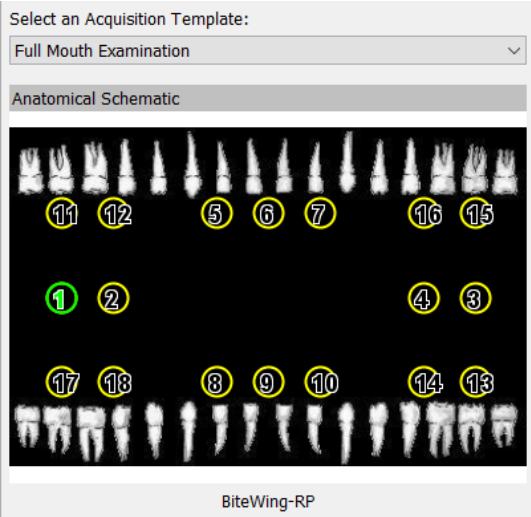 Select an Acquisition Template:
Full Mouth Examination
Anatomical Schematic
11 12 5 6 7 16 15
1 2 4 3
17 18 8 9 10 14 13
BiteWing-RP